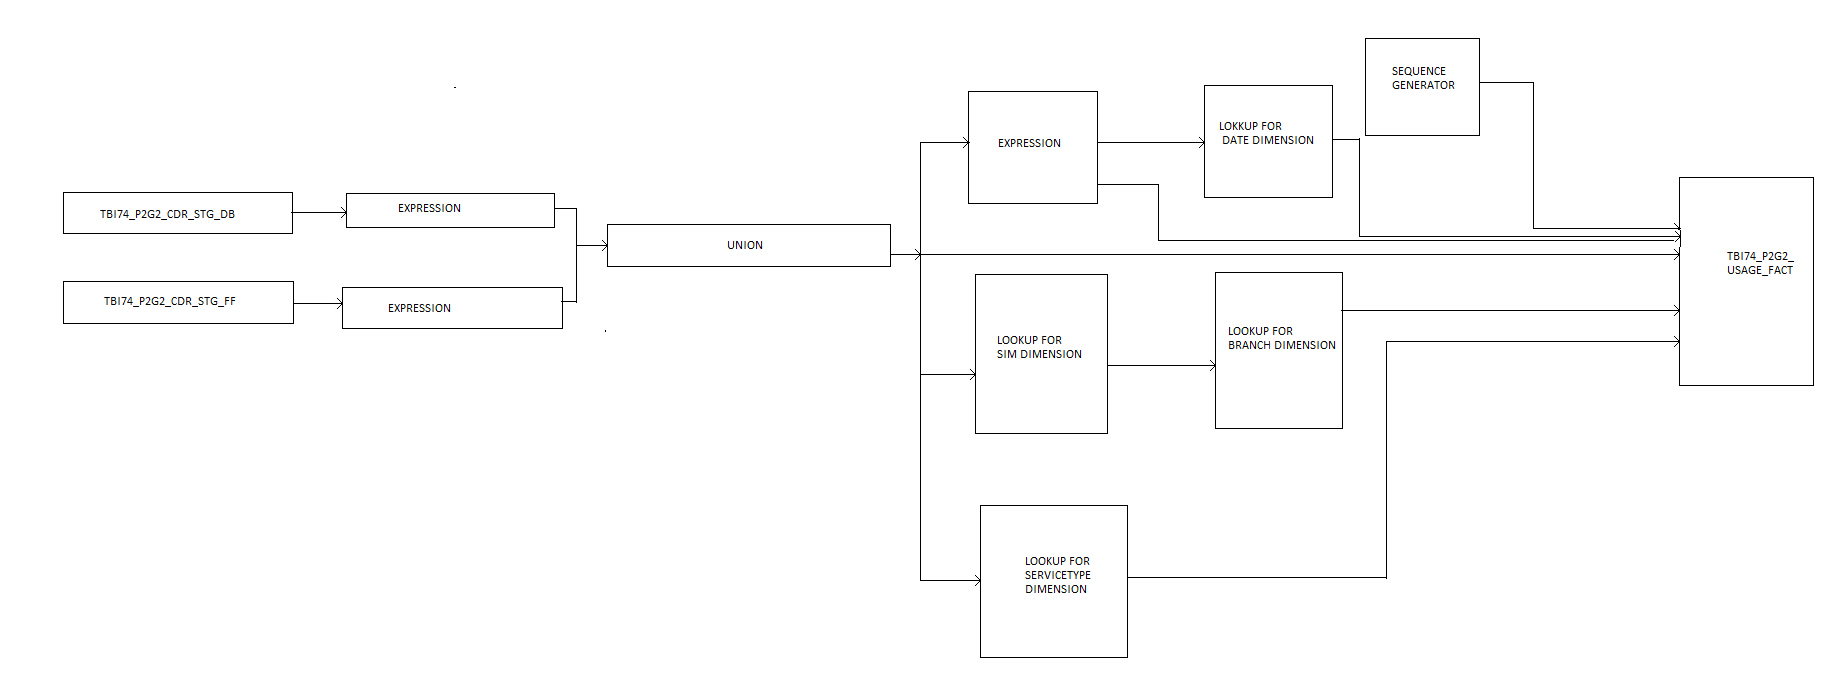 TBI74_P2G2_CDR_STG_DB
EXPRESSION
TBI74_P2G2_CDR_STG_FF
EXPRESSION
UNION
EXPRESSION
LOKKUP FOR
DATE DIMENSION
SEQUENCE
GENERATOR
LOOKUP FOR
SIM DIMENSION
LOOKUP FOR
BRANCH DIMENSION
LOOKUP FOR
SERVICETYPE
DIMENSION
TBI74_P2G2_
USAGE_FACT